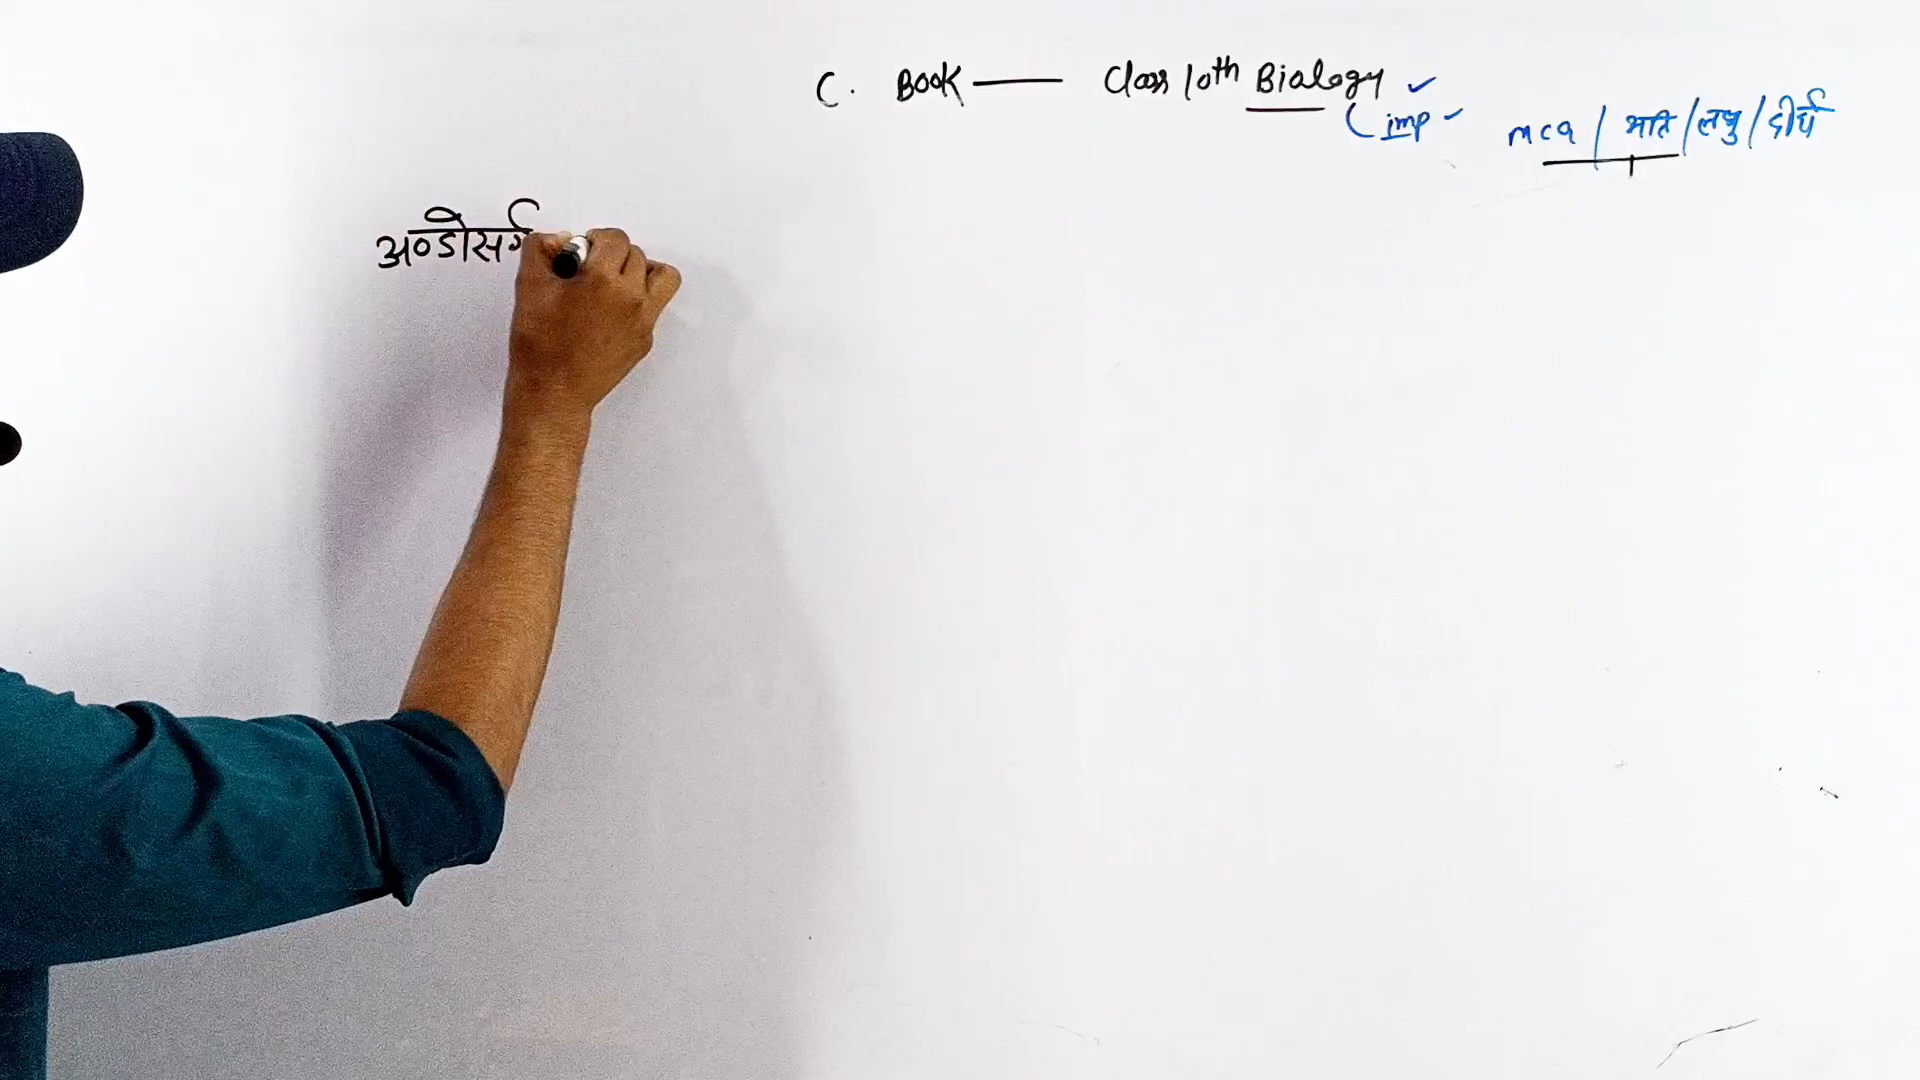 C. Book — Class 10th Biology ✓
( imp -
mcq / अति / लघु / दीर्घ
अण्डोसर्ग